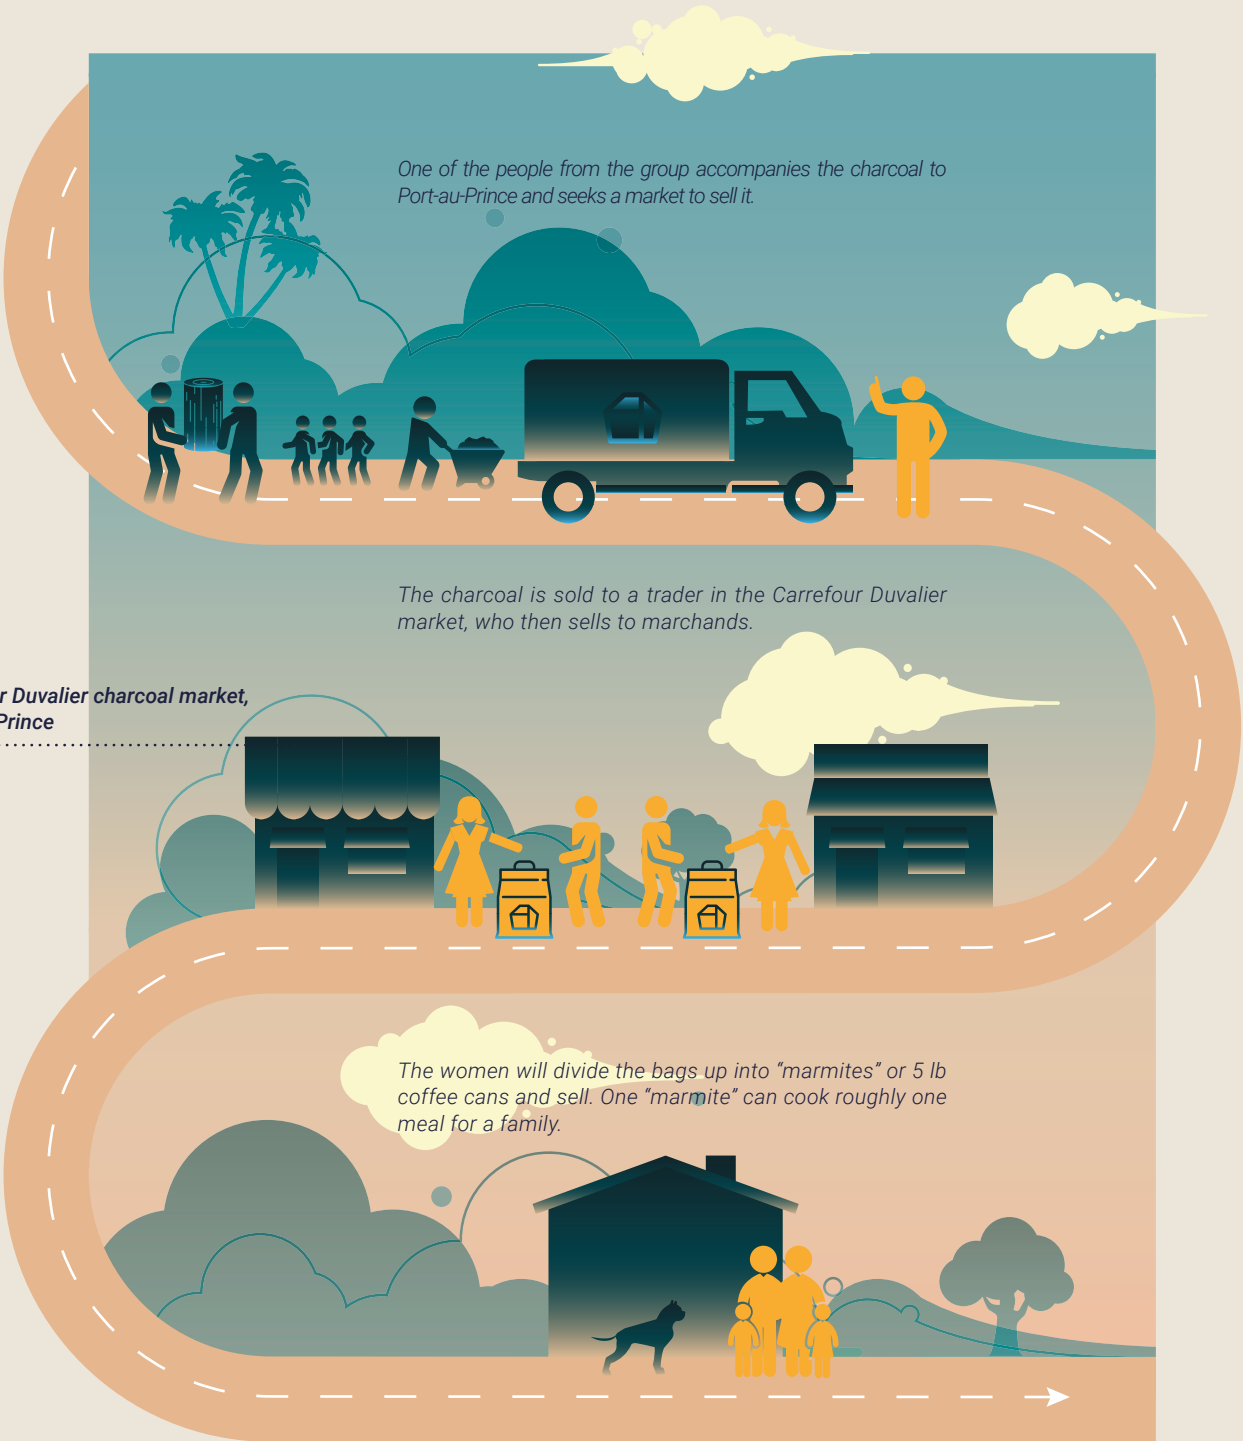 One of the people from the group accompanies the charcoal to
Port-au-Prince and seeks a market to sell it.
The charcoal is sold to a trader in the Carrefour Duvalier
market, who then sells to marchands.
r Duvalier charcoal market,
Prince
The women will divide the bags up into “marmites” or 5 lb
coffee cans and sell. One “marmite” can cook roughly one
meal for a family.